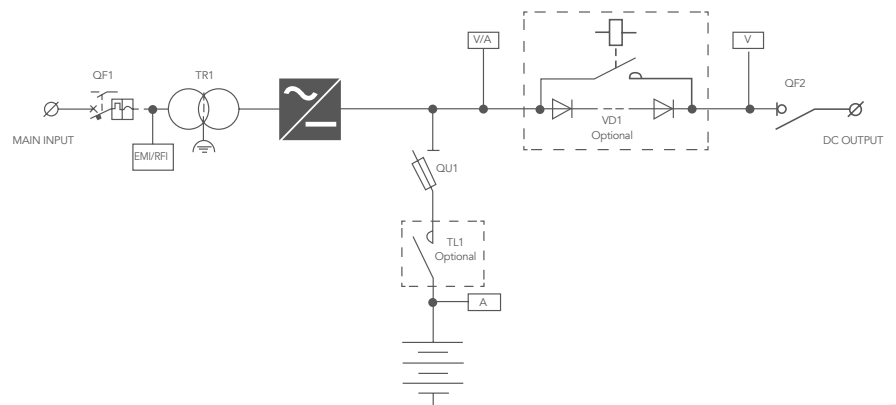 V/A
V
QF1
TR1
QF2
MAIN INPUT
VD1
Optional
DC OUTPUT
EMI/RFI
QU1
TL1
Optional
A